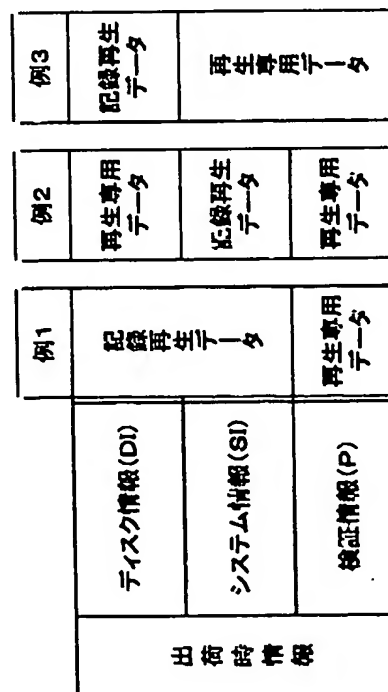 例1
例2
例3
出荷時情報
ディスク情報(DI)
記録再生データ
再生専用
データ
記録再生
データ
システム情報(SI)
記録再生
データ
再生専用データ
検証情報(P)
再生専用
データ
再生専用
データ